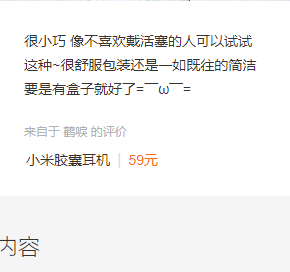 很小巧 像不喜欢戴活塞的人可以试试
这种~很舒服包装还是一如既往的简洁
要是有盒子就好了=￣ω￣=
来自于 鹤唳 的评价
小米胶囊耳机 | 59元
内容